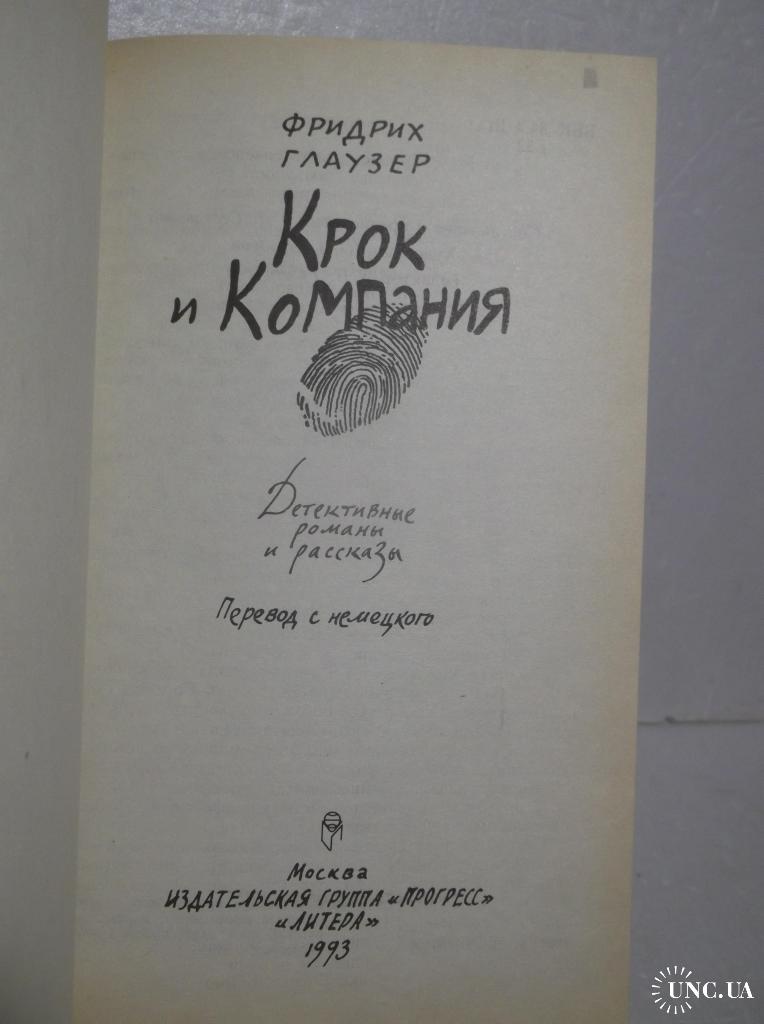 ФРИДРИХ
ГЛАУЗЕР
КРОК
и КОМПАНИЯ
Детективные
романы
и рассказы
Перевод с немецкого
Москва
ИЗДАТЕЛЬСКАЯ ГРУППА «ПРОГРЕСС»
«ЛИТЕРА»
1993
UNC.UA